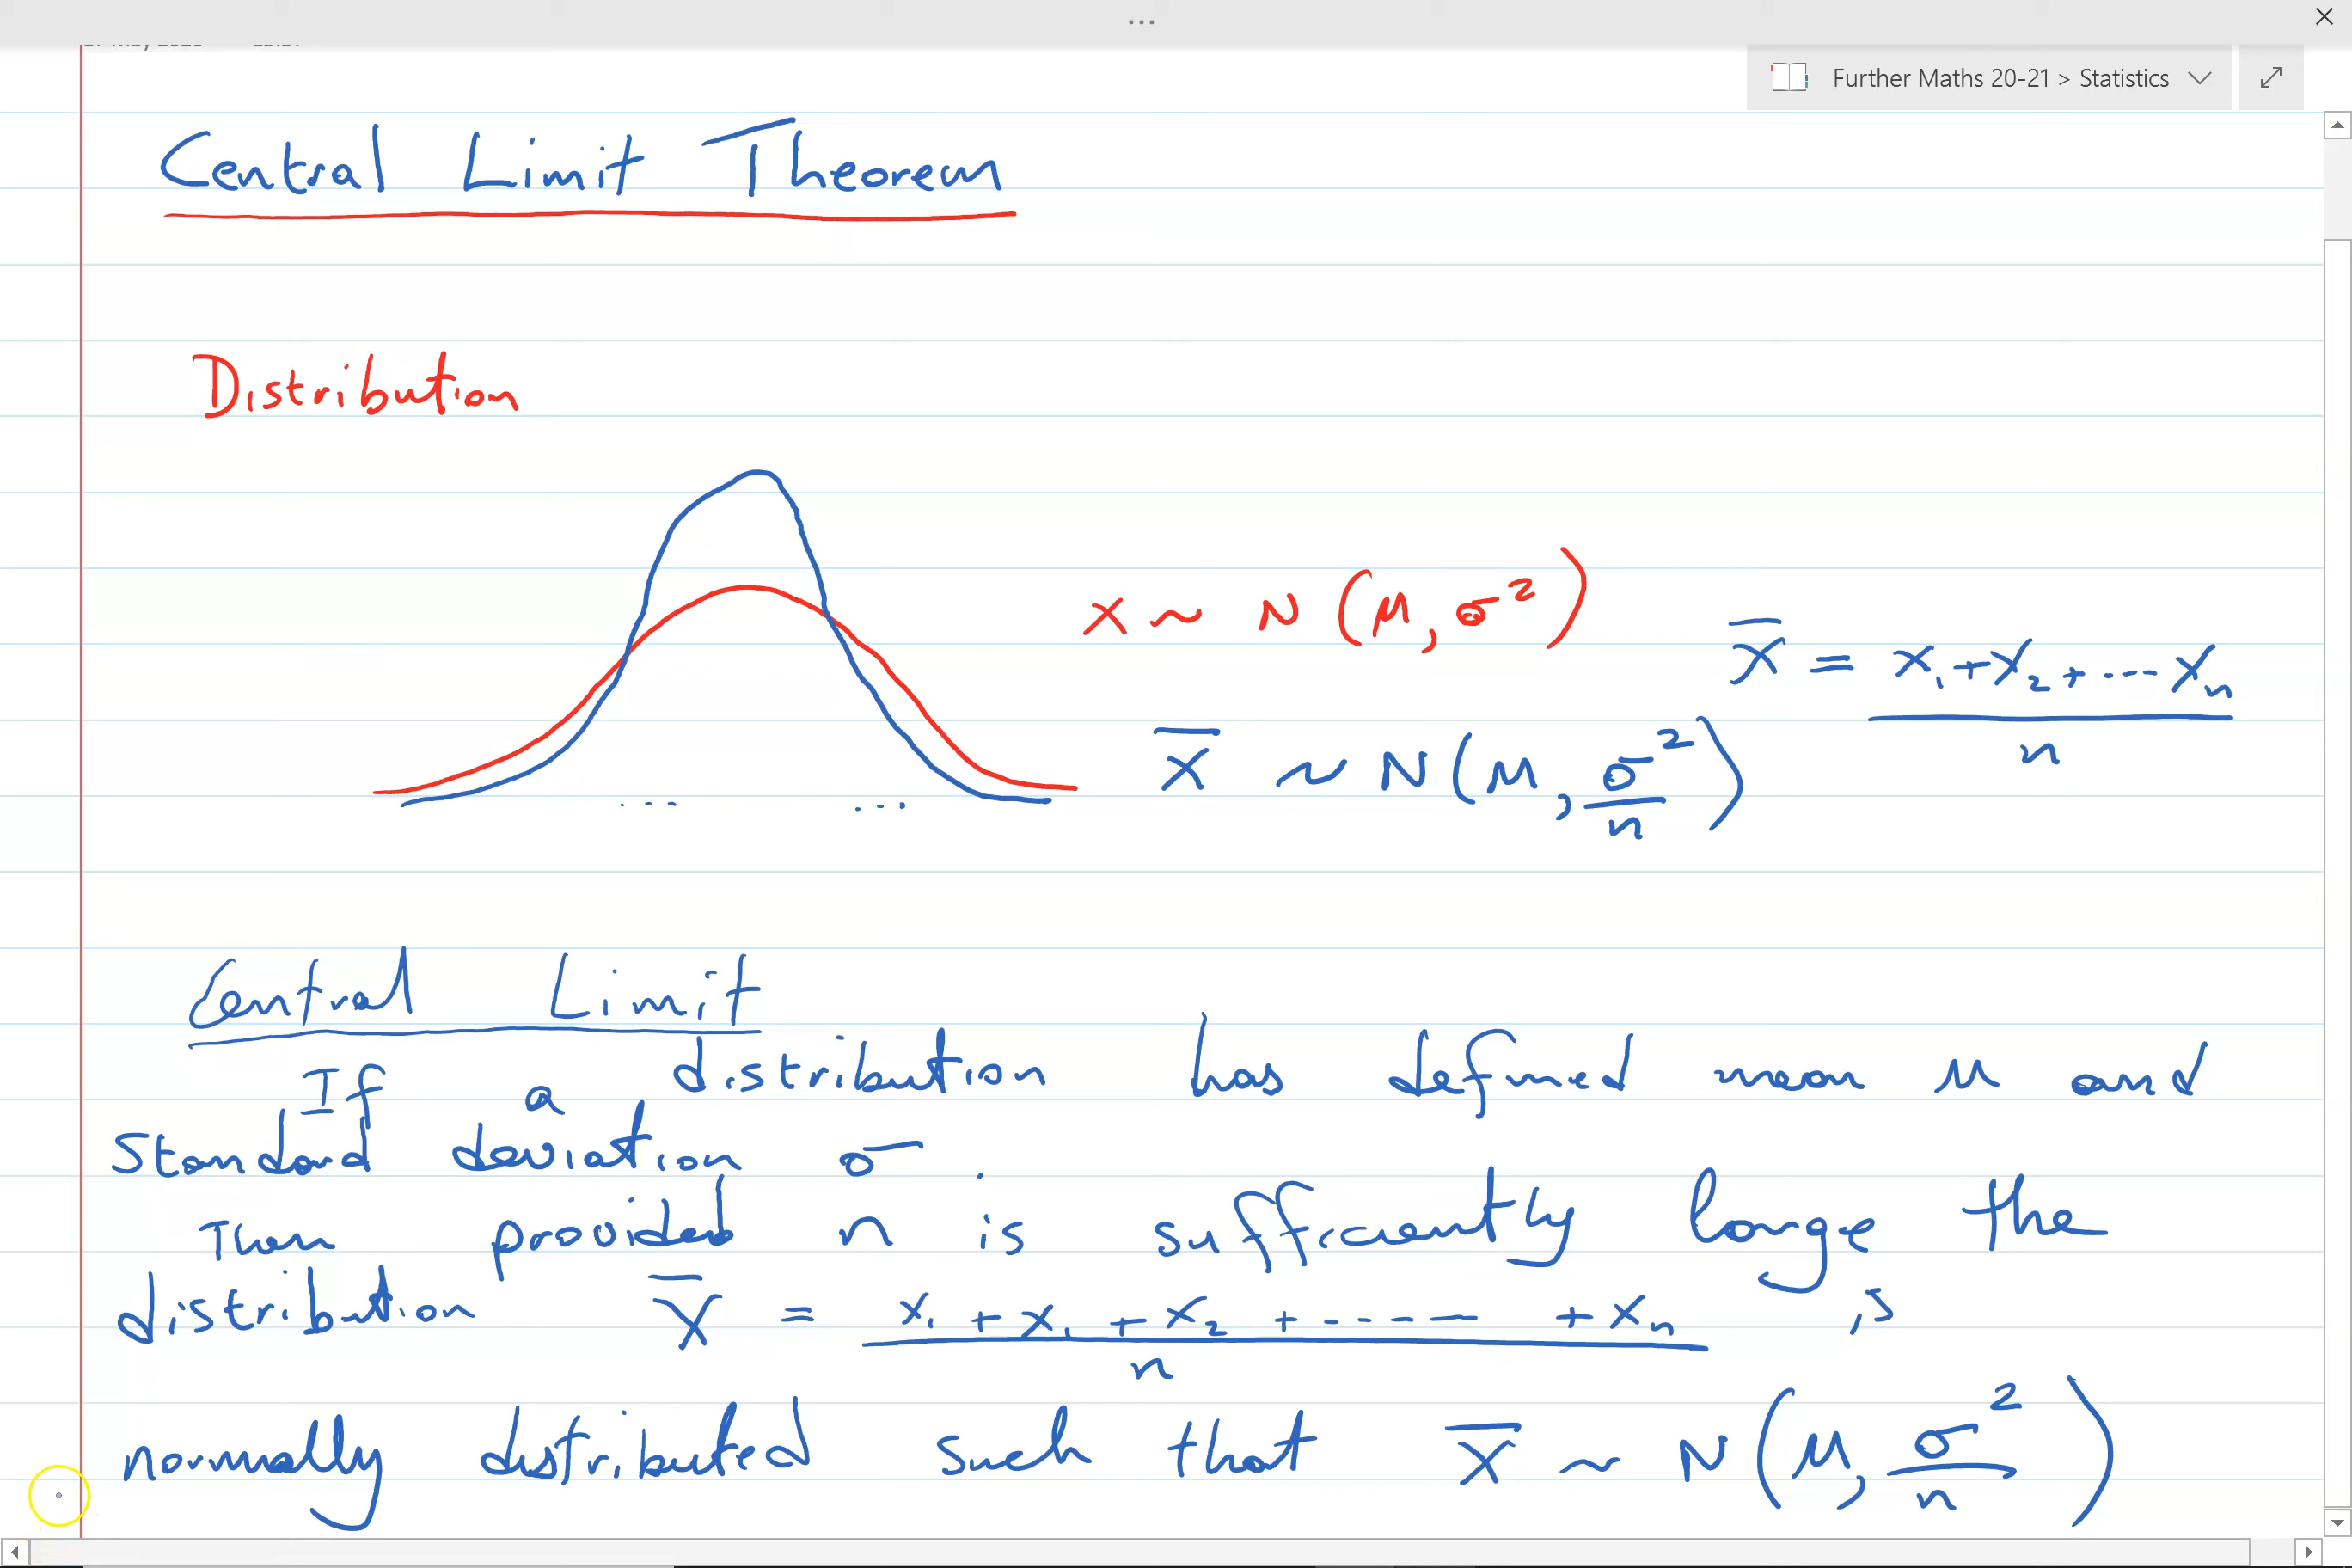 Further Maths 20-21 > Statistics
Central Limit Theorem
Distribution
X ~ N(μ, σ²)
X̄ = X₁ + X₂ + ---- Xₙ / n
X̄ ~ N(μ, σ²/n)
Central Limit
If a distribution has defined mean μ and
standard deviation σ
Then provided n is sufficiently large the
distribution X̄ = X₁ + X₁ + X₂ + ------ + Xₙ / n is
normally distributed such that X̄ ~ N(μ, σ²/n)